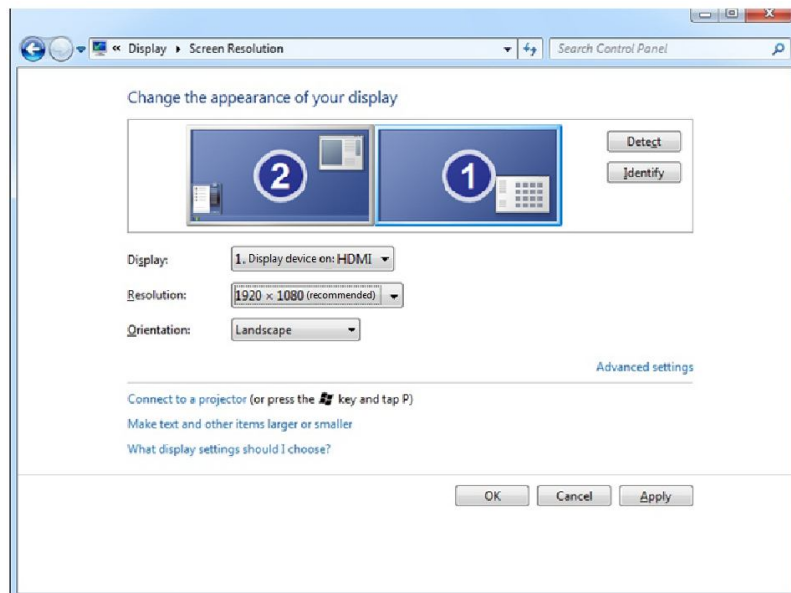 « Display ▸ Screen Resolution
Search Control Panel
Change the appearance of your display
2
1
Detect
Identify
Display:
1. Display device on: HDMI
Resolution:
1920 × 1080 (recommended)
Orientation:
Landscape
Advanced settings
Connect to a projector (or press the key and tap P)
Make text and other items larger or smaller
What display settings should I choose?
OK
Cancel
Apply